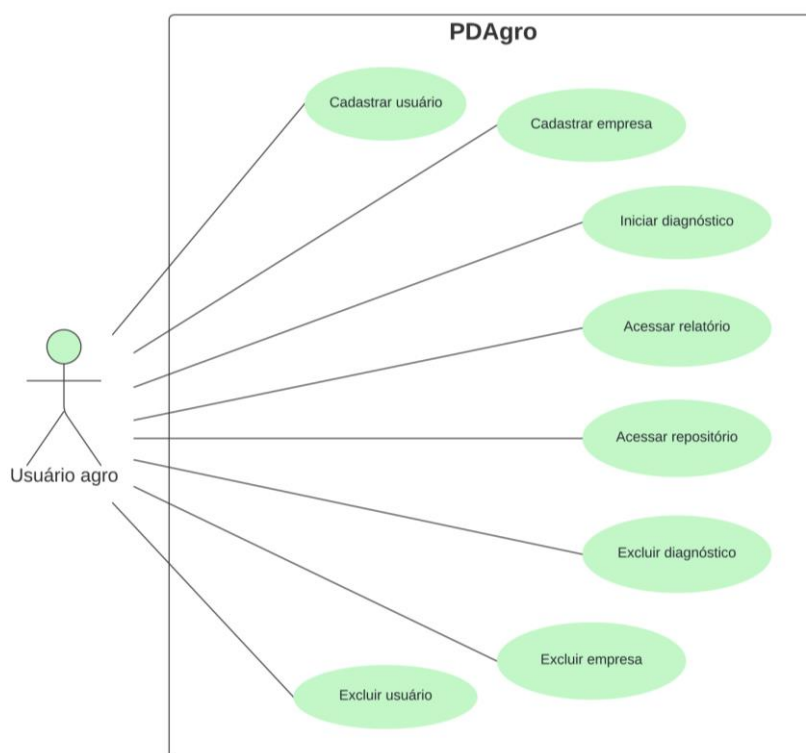 PDAgro
Cadastrar usuário
Cadastrar empresa
Iniciar diagnóstico
Acessar relatório
Acessar repositório
Usuário agro
Excluir diagnóstico
Excluir empresa
Excluir usuário